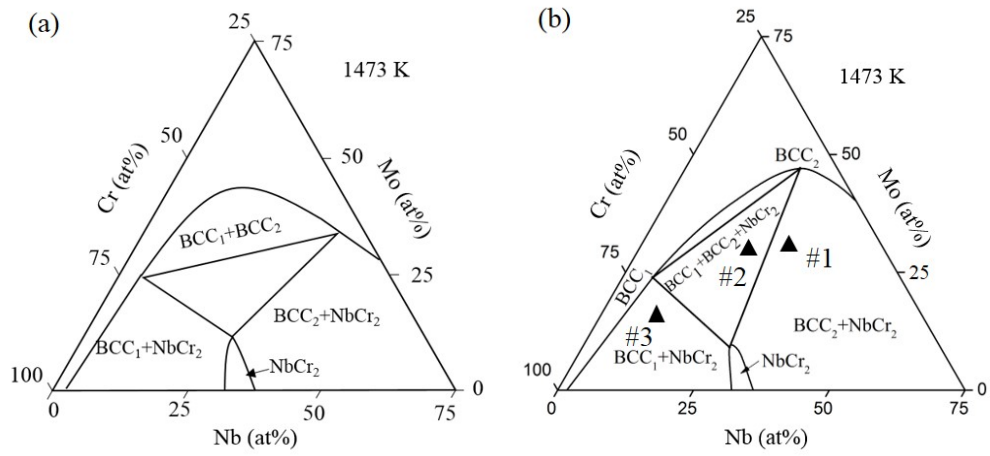 (a)
25
75
1473 K
50
50
Cr (at%)
Mo (at%)
BCC₁+BCC₂
75
25
BCC₂+NbCr₂
BCC₁+NbCr₂
NbCr₂
100
0
0
25
50
75
Nb (at%)
(b)
25
75
1473 K
50
BCC₂
50
Cr (at%)
Mo (at%)
BCC₁+BCC₂+NbCr₂
75
#1
#2
BCC₁
25
#3
BCC₂+NbCr₂
BCC₁+NbCr₂
NbCr₂
100
0
0
25
50
75
Nb (at%)